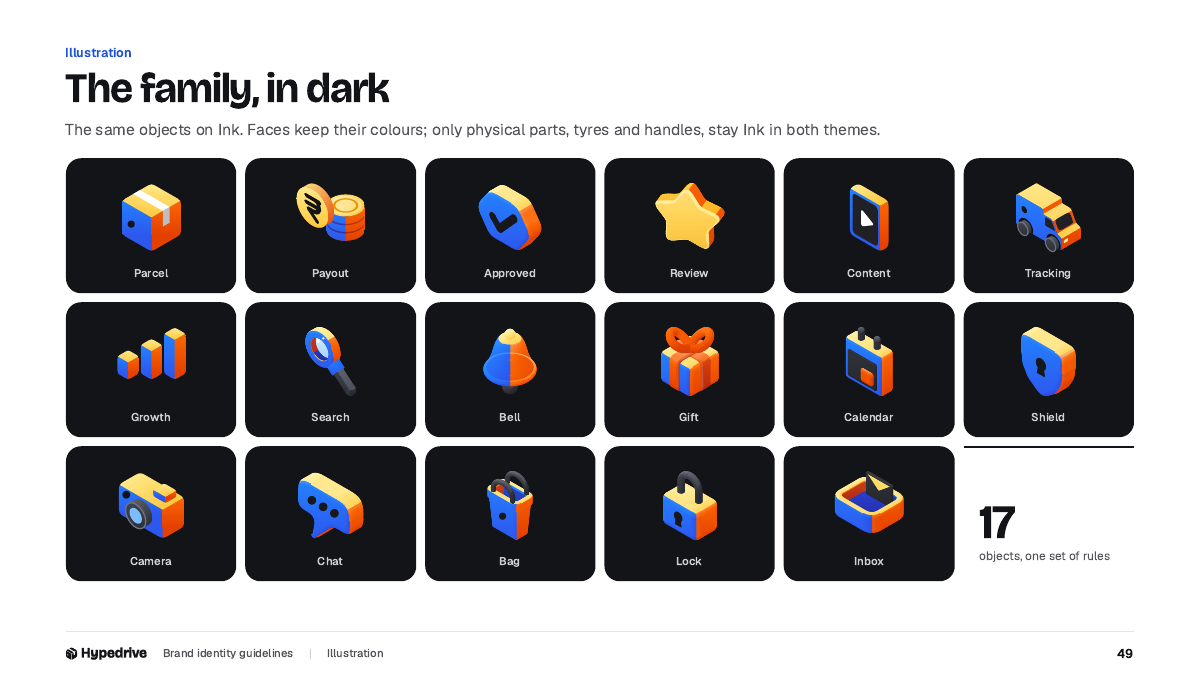 Illustration
The family, in dark
The same objects on Ink. Faces keep their colours; only physical parts, tyres and handles, stay Ink in both themes.
Parcel
Payout
Approved
Review
Content
Tracking
Growth
Search
Bell
Gift
Calendar
Shield
Camera
Chat
Bag
Lock
Inbox
17
objects, one set of rules
Hypedrive
Brand identity guidelines
Illustration
49